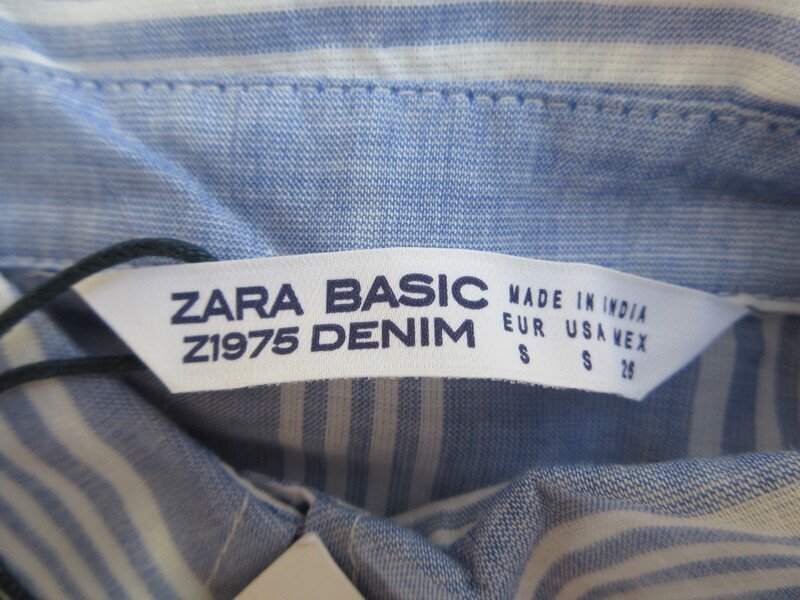 ZARA BASIC
Z1975 DENIM
MADE IN INDIA
EUR USA MEX
S S 26